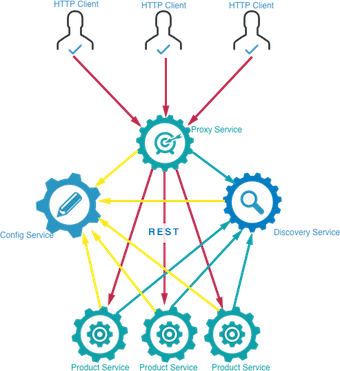 HTTP Client
HTTP Client
HTTP Client
Proxy Service
REST
Config Service
Discovery Service
Product Service
Product Service
Product Service